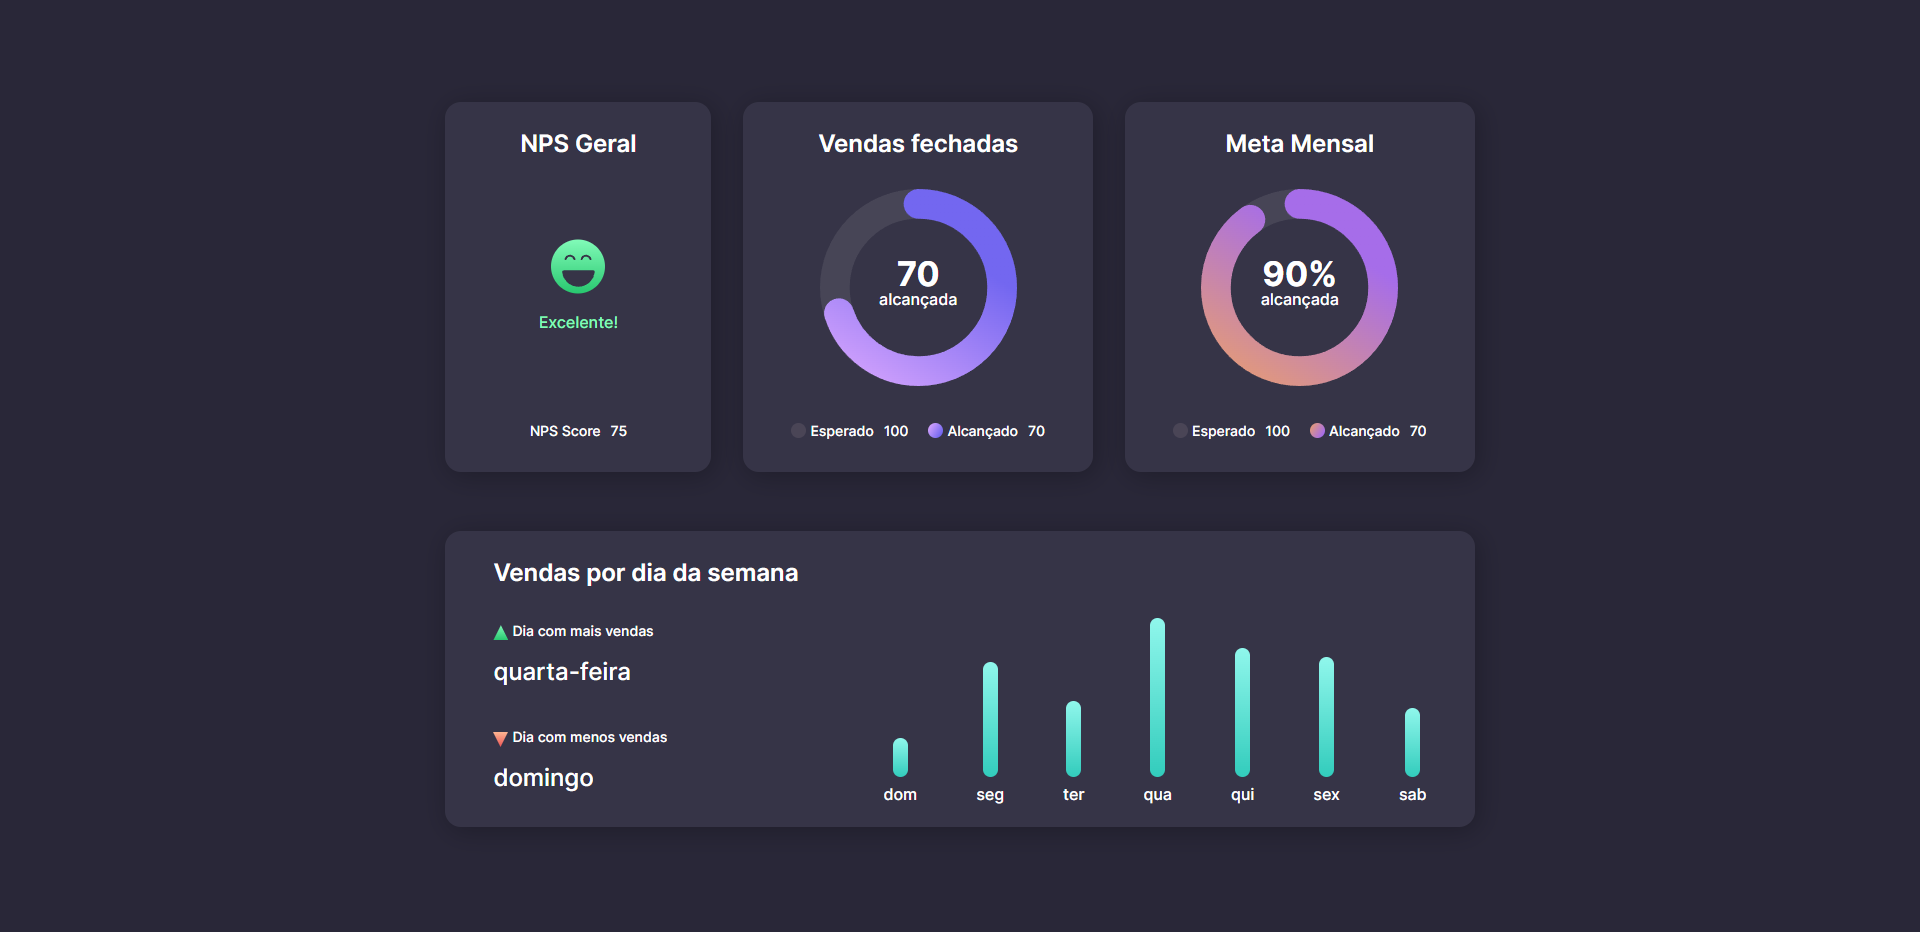 NPS Geral
Excelente!
NPS Score 75
Vendas fechadas
70
alcançada
Esperado 100 Alcançado 70
Meta Mensal
90%
alcançada
Esperado 100 Alcançado 70
Vendas por dia da semana
Dia com mais vendas
quarta-feira
Dia com menos vendas
domingo
dom seg ter qua qui sex sab